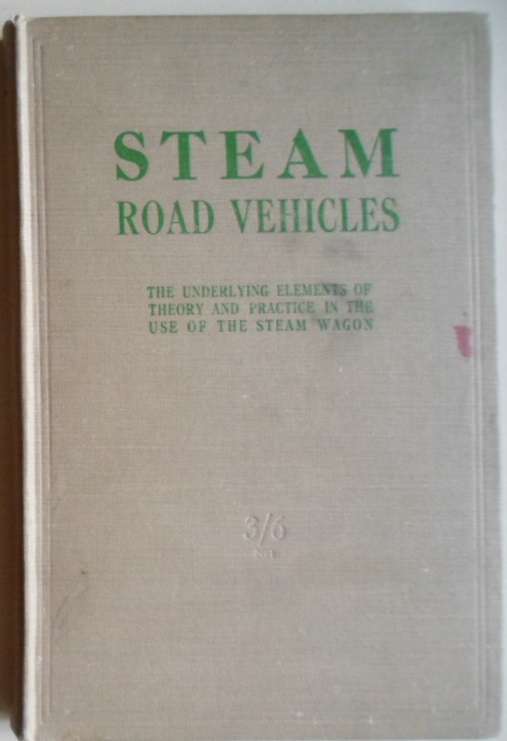 STEAM
ROAD VEHICLES
THE UNDERLYING ELEMENTS OF
THEORY AND PRACTICE IN THE
USE OF THE STEAM WAGON
3/6